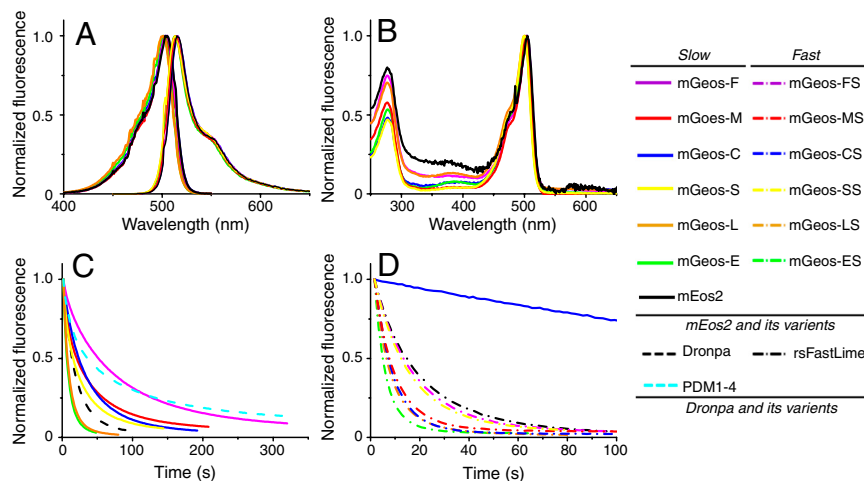 A
B
Normalized fluorescence
1.0
0.5
0
400
500
600
Wavelength (nm)
Normalized fluorescence
1.0
0.5
0
300
400
500
600
Wavelength (nm)
C
D
Normalized fluorescence
1.0
0.5
0
0
100
200
300
Time (s)
Normalized fluorescence
1.0
0.5
0
0
20
40
60
80
100
Time (s)
Slow Fast
mGeos-F mGeos-FS
mGoes-M mGeos-MS
mGeos-C mGeos-CS
mGeos-S mGeos-SS
mGeos-L mGeos-LS
mGeos-E mGeos-ES
mEos2
mEos2 and its varients
Dronpa rsFastLime
PDM1-4
Dronpa and its varients